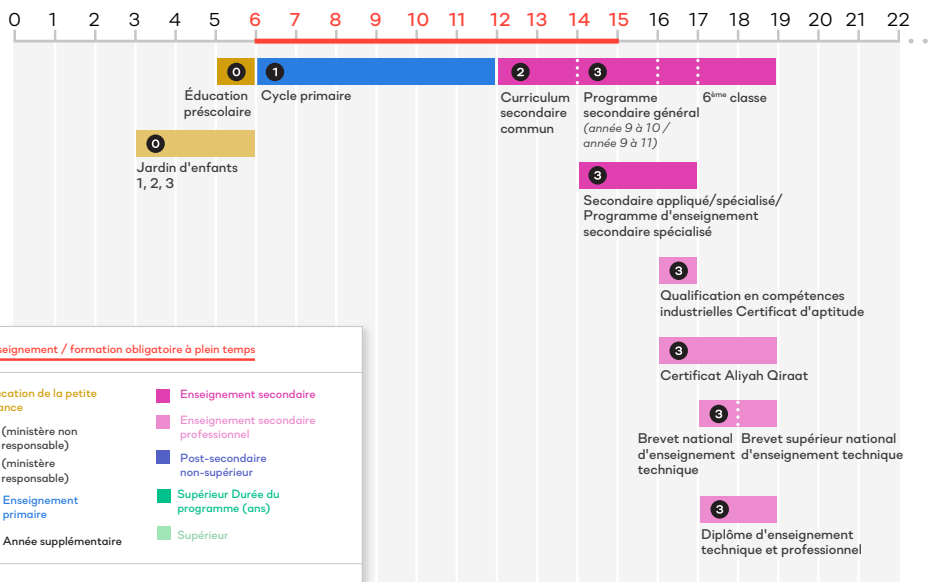 0 1 2 3 4 5 6 7 8 9 10 11 12 13 14 15 16 17 18 19 20 21 22
0 1 2 3
Éducation
préscolaire
Cycle primaire
Curriculum
secondaire
commun
Programme
secondaire général
(année 9 à 10 /
année 9 à 11)
6ème classe
0
Jardin d'enfants
1, 2, 3
3
Secondaire appliqué/spécialisé/
Programme d'enseignement
secondaire spécialisé
3
Qualification en compétences
industrielles Certificat d'aptitude
3
Certificat Aliyah Qiraat
3
Brevet national
d'enseignement
technique
Brevet supérieur national
d'enseignement technique
3
Diplôme d'enseignement
technique et professionnel
seignement / formation obligatoire à plein temps
cation de la petite
ance
(ministère non
responsable)
(ministère
responsable)
Enseignement
primaire
Année supplémentaire
Enseignement secondaire
Enseignement secondaire
professionnel
Post-secondaire
non-supérieur
Supérieur Durée du
programme (ans)
Supérieur